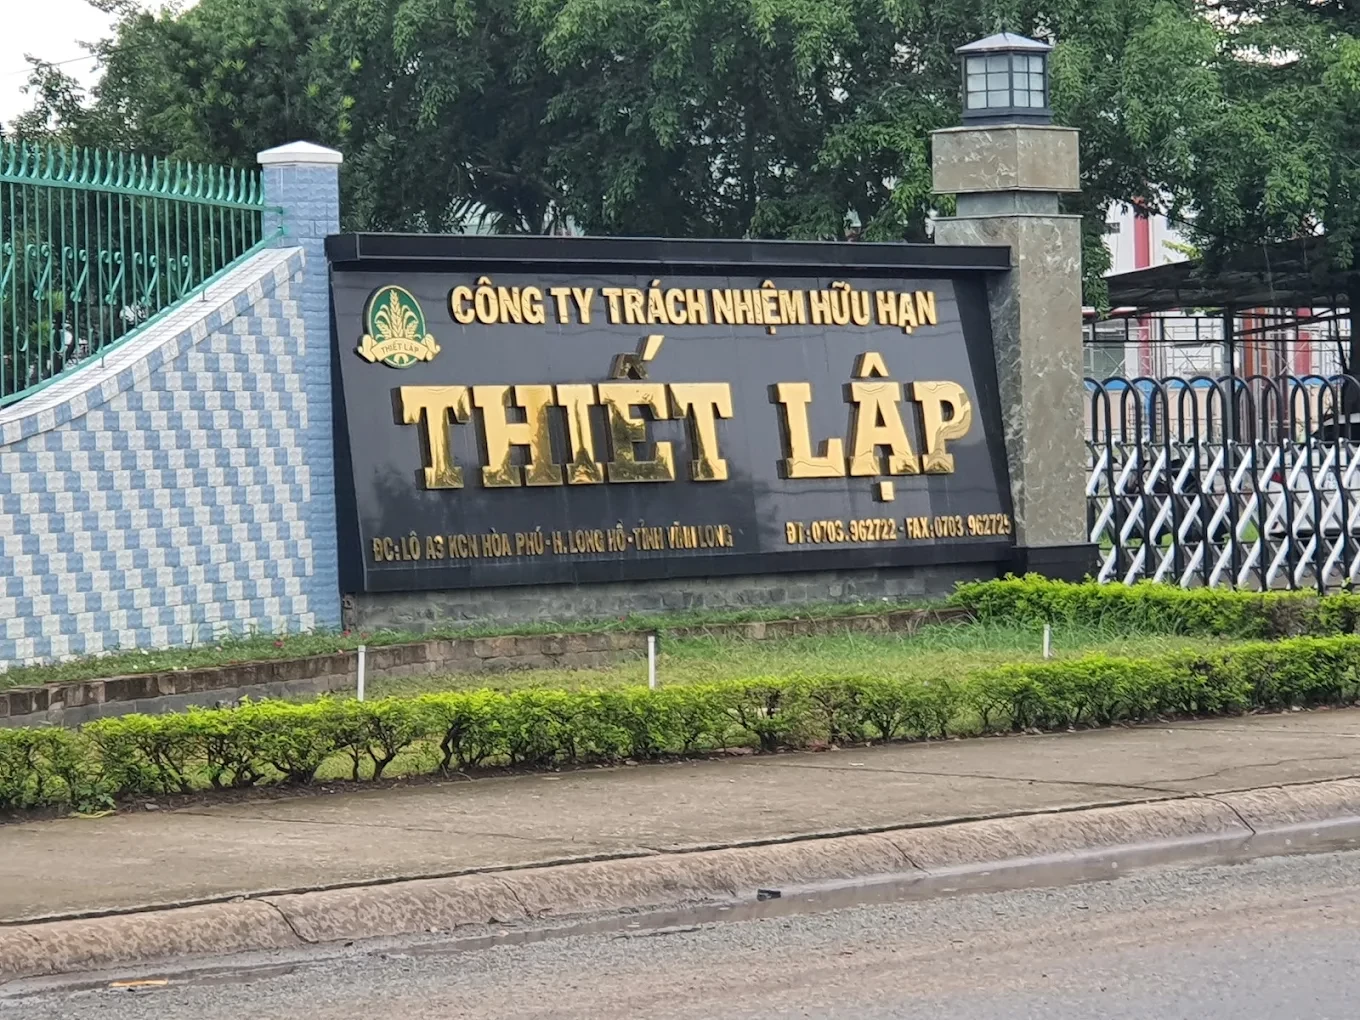 CÔNG TY TRÁCH NHIỆM HỮU HẠN
THIẾT LẬP
THIẾT LẬP
ĐC: LÔ A3 KCN HÒA PHÚ - H. LONG HỒ - TỈNH VĨNH LONG
ĐT: 0703. 962722 - FAX: 0703. 962725